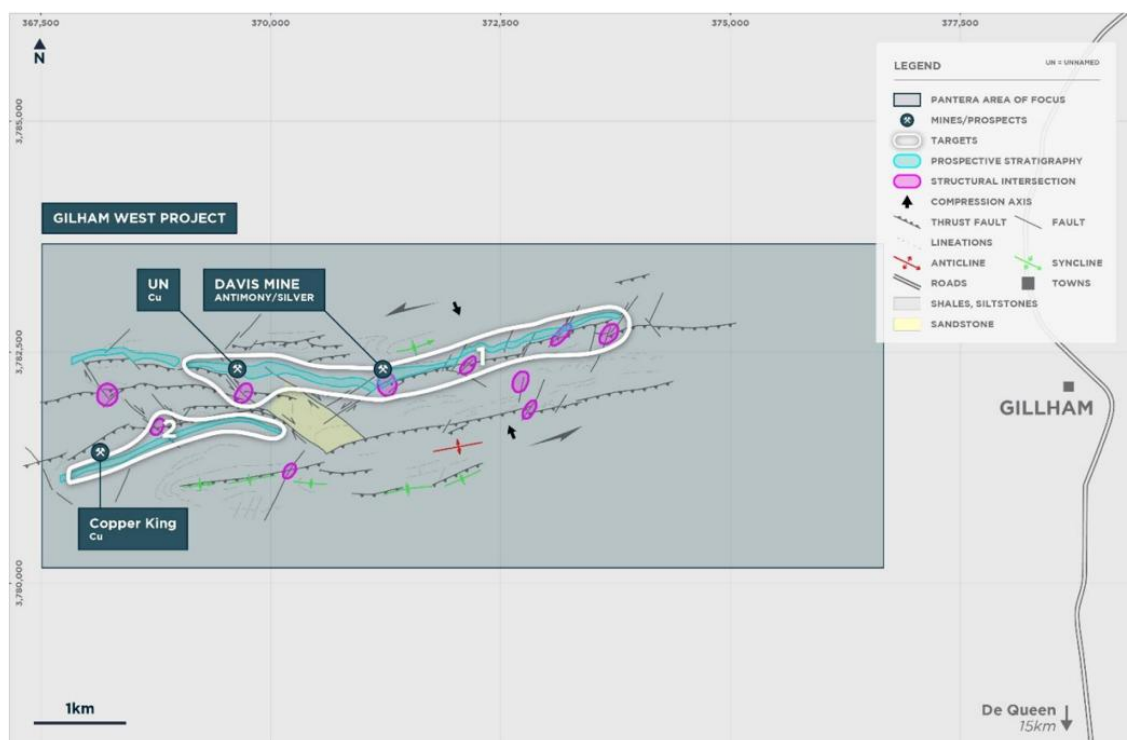 367,500
370,000
372,500
375,000
377,500
N
LEGEND
UN = UNNAMED
PANTERA AREA OF FOCUS
MINES/PROSPECTS
TARGETS
PROSPECTIVE STRATIGRAPHY
STRUCTURAL INTERSECTION
COMPRESSION AXIS
THRUST FAULT
FAULT
LINEATIONS
ANTICLINE
SYNCLINE
ROADS
TOWNS
SHALES, SILTSTONES
SANDSTONE
3,785,000
GILHAM WEST PROJECT
UN
Cu
DAVIS MINE
ANTIMONY/SILVER
3,782,500
1
2
GILLHAM
Copper King
Cu
3,780,000
1km
De Queen
15km